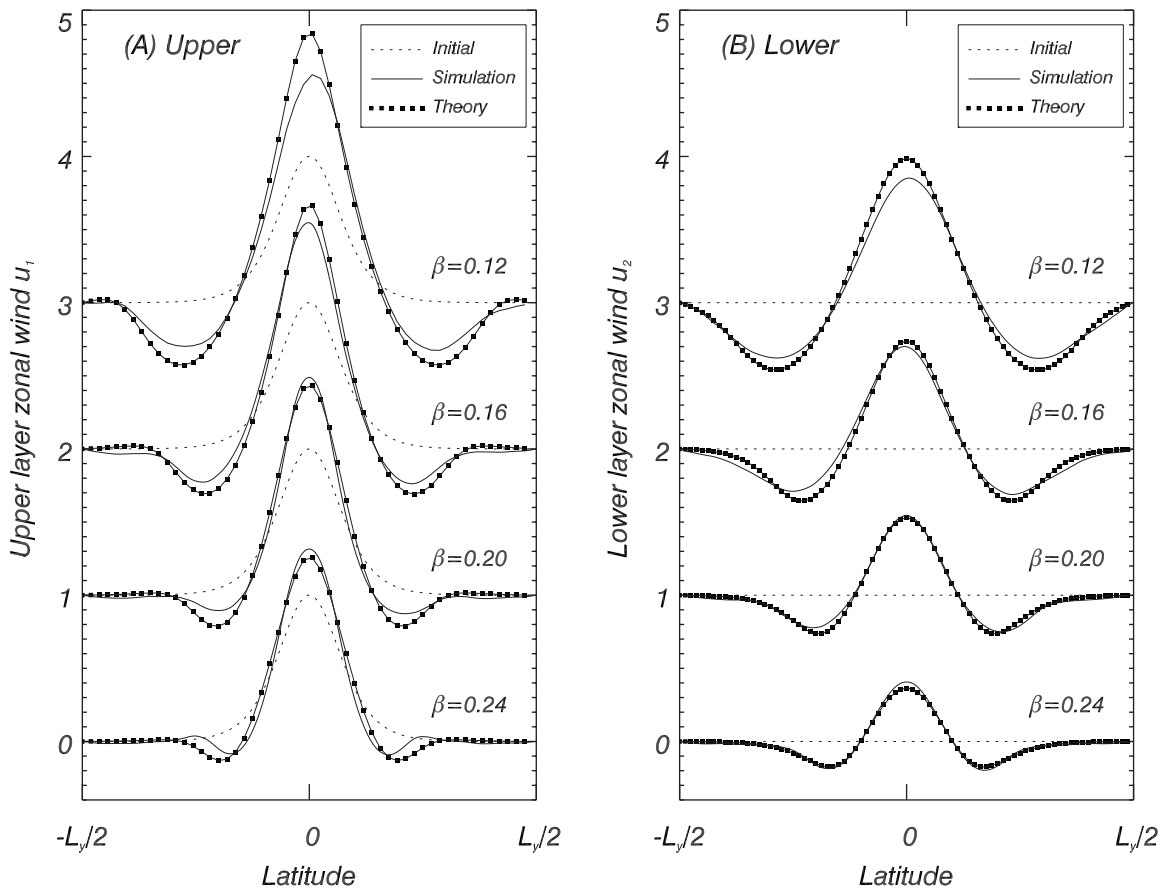 (A) Upper
Initial
Simulation
Theory
5
4
3
2
1
0
β=0.12
β=0.16
β=0.20
β=0.24
Upper layer zonal wind u₁
-Ly/2
0
Ly/2
Latitude
(B) Lower
Initial
Simulation
Theory
5
4
3
2
1
0
β=0.12
β=0.16
β=0.20
β=0.24
Lower layer zonal wind u₂
-Ly/2
0
Ly/2
Latitude